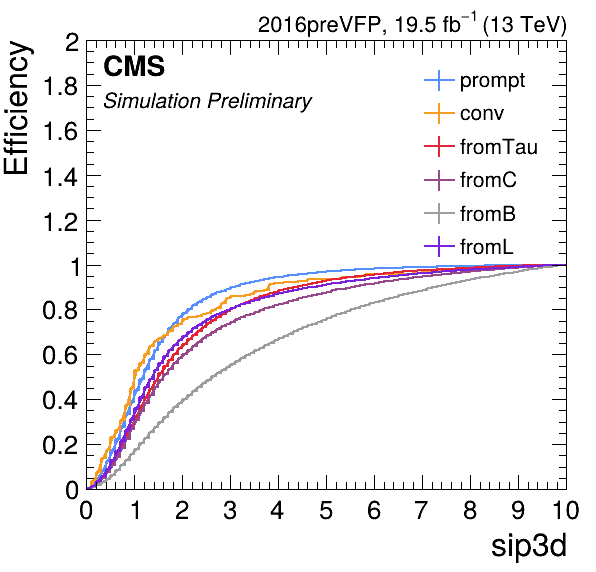 2016preVFP, 19.5 fb⁻¹ (13 TeV)
CMS
Simulation Preliminary
prompt
conv
fromTau
fromC
fromB
fromL
Efficiency
2
1.8
1.6
1.4
1.2
1
0.8
0.6
0.4
0.2
0
0 1 2 3 4 5 6 7 8 9 10
sip3d